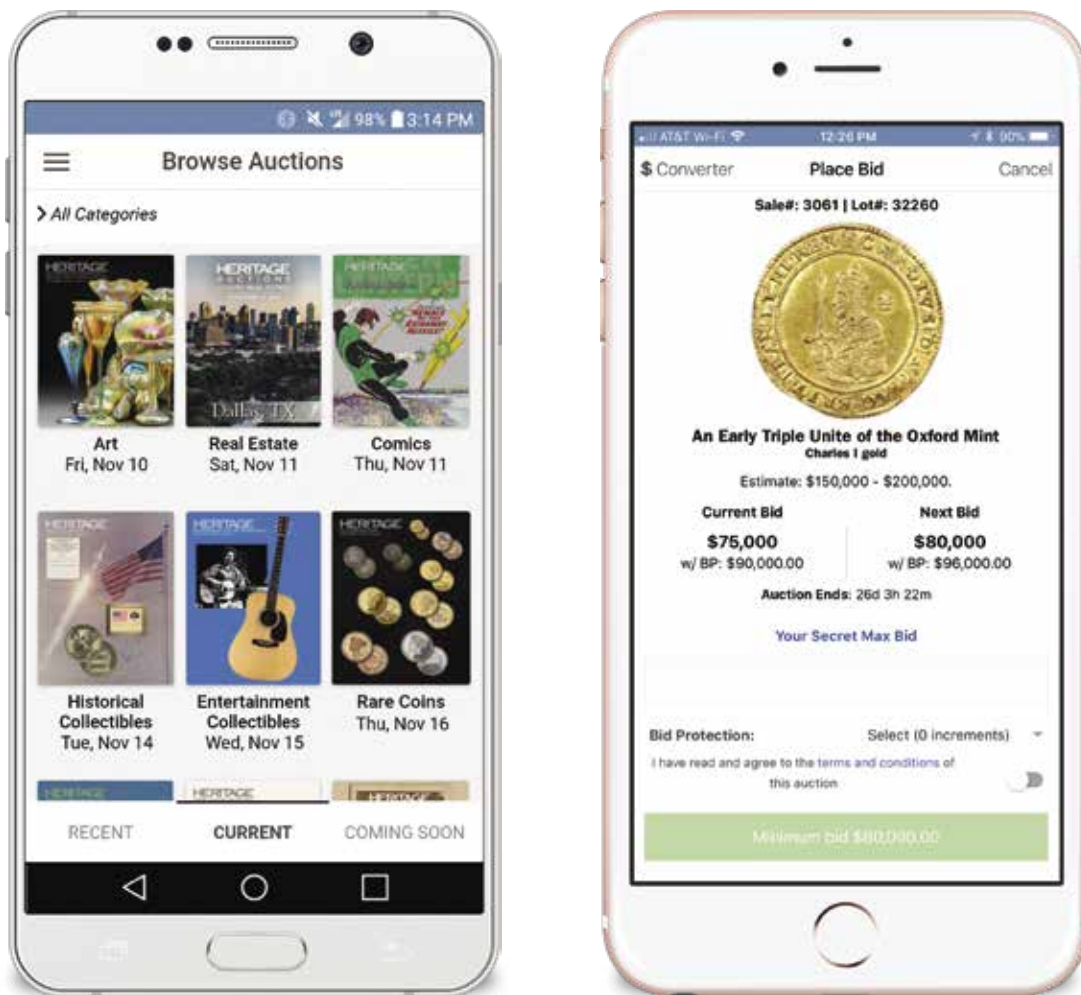 98% 3:14 PM
Browse Auctions
All Categories
HERITAGE
HERITAGE
AUCTIONS
HERITAGE
Dallas, TX
Art
Fri, Nov 10
Real Estate
Sat, Nov 11
Comics
Thu, Nov 11
HERITAGE
HERITAGE
HERITAGE
Historical
Collectibles
Tue, Nov 14
Entertainment
Collectibles
Wed, Nov 15
Rare Coins
Thu, Nov 16
HERITAGE
HERITAGE
HERITAGE
RECENT
CURRENT
COMING SOON
AT&T Wi-Fi
12:26 PM
90%
$ Converter
Place Bid
Cancel
Sale#: 3061 | Lot#: 32260
An Early Triple Unite of the Oxford Mint
Charles I gold
Estimate: $150,000 - $200,000.
Current Bid
$75,000
w/ BP: $90,000.00
Next Bid
$80,000
w/ BP: $96,000.00
Auction Ends: 26d 3h 22m
Your Secret Max Bid
Bid Protection:
Select (0 increments)
I have read and agree to the terms and conditions of
this auction
Minimum bid $80,000.00